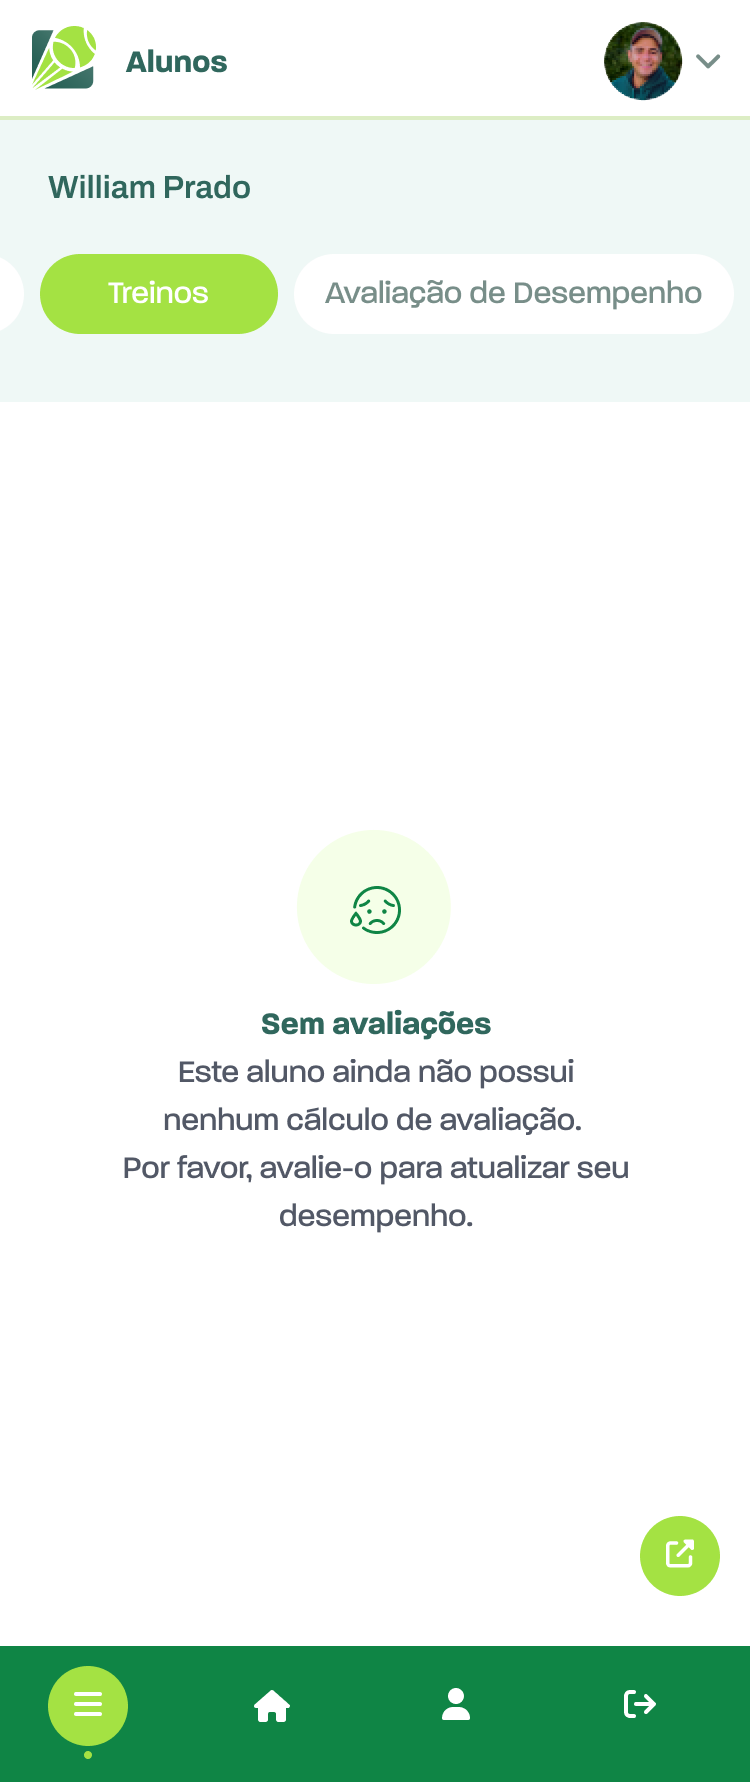 Alunos
William Prado
Treinos
Avaliação de Desempenho
Sem avaliações
Este aluno ainda não possui
nenhum cálculo de avaliação.
Por favor, avalie-o para atualizar seu
desempenho.